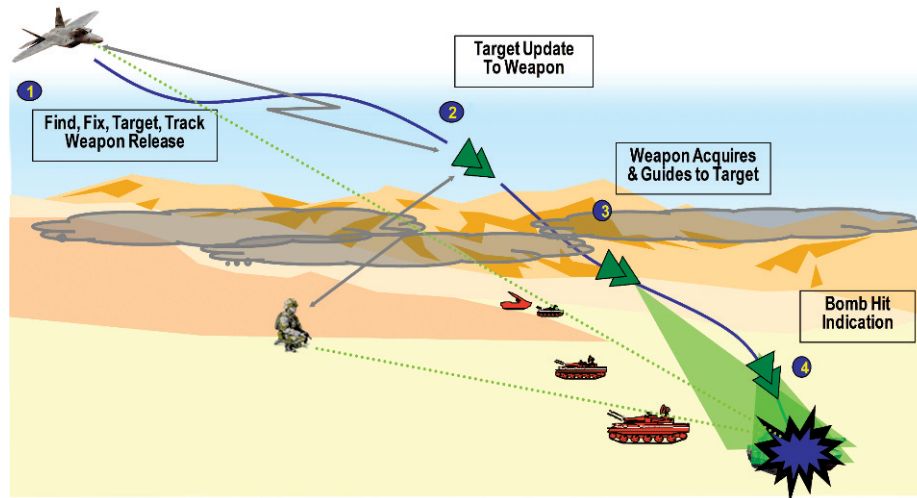 1
Find, Fix, Target, Track
Weapon Release
Target Update
To Weapon
2
Weapon Acquires
& Guides to Target
3
Bomb Hit
Indication
4